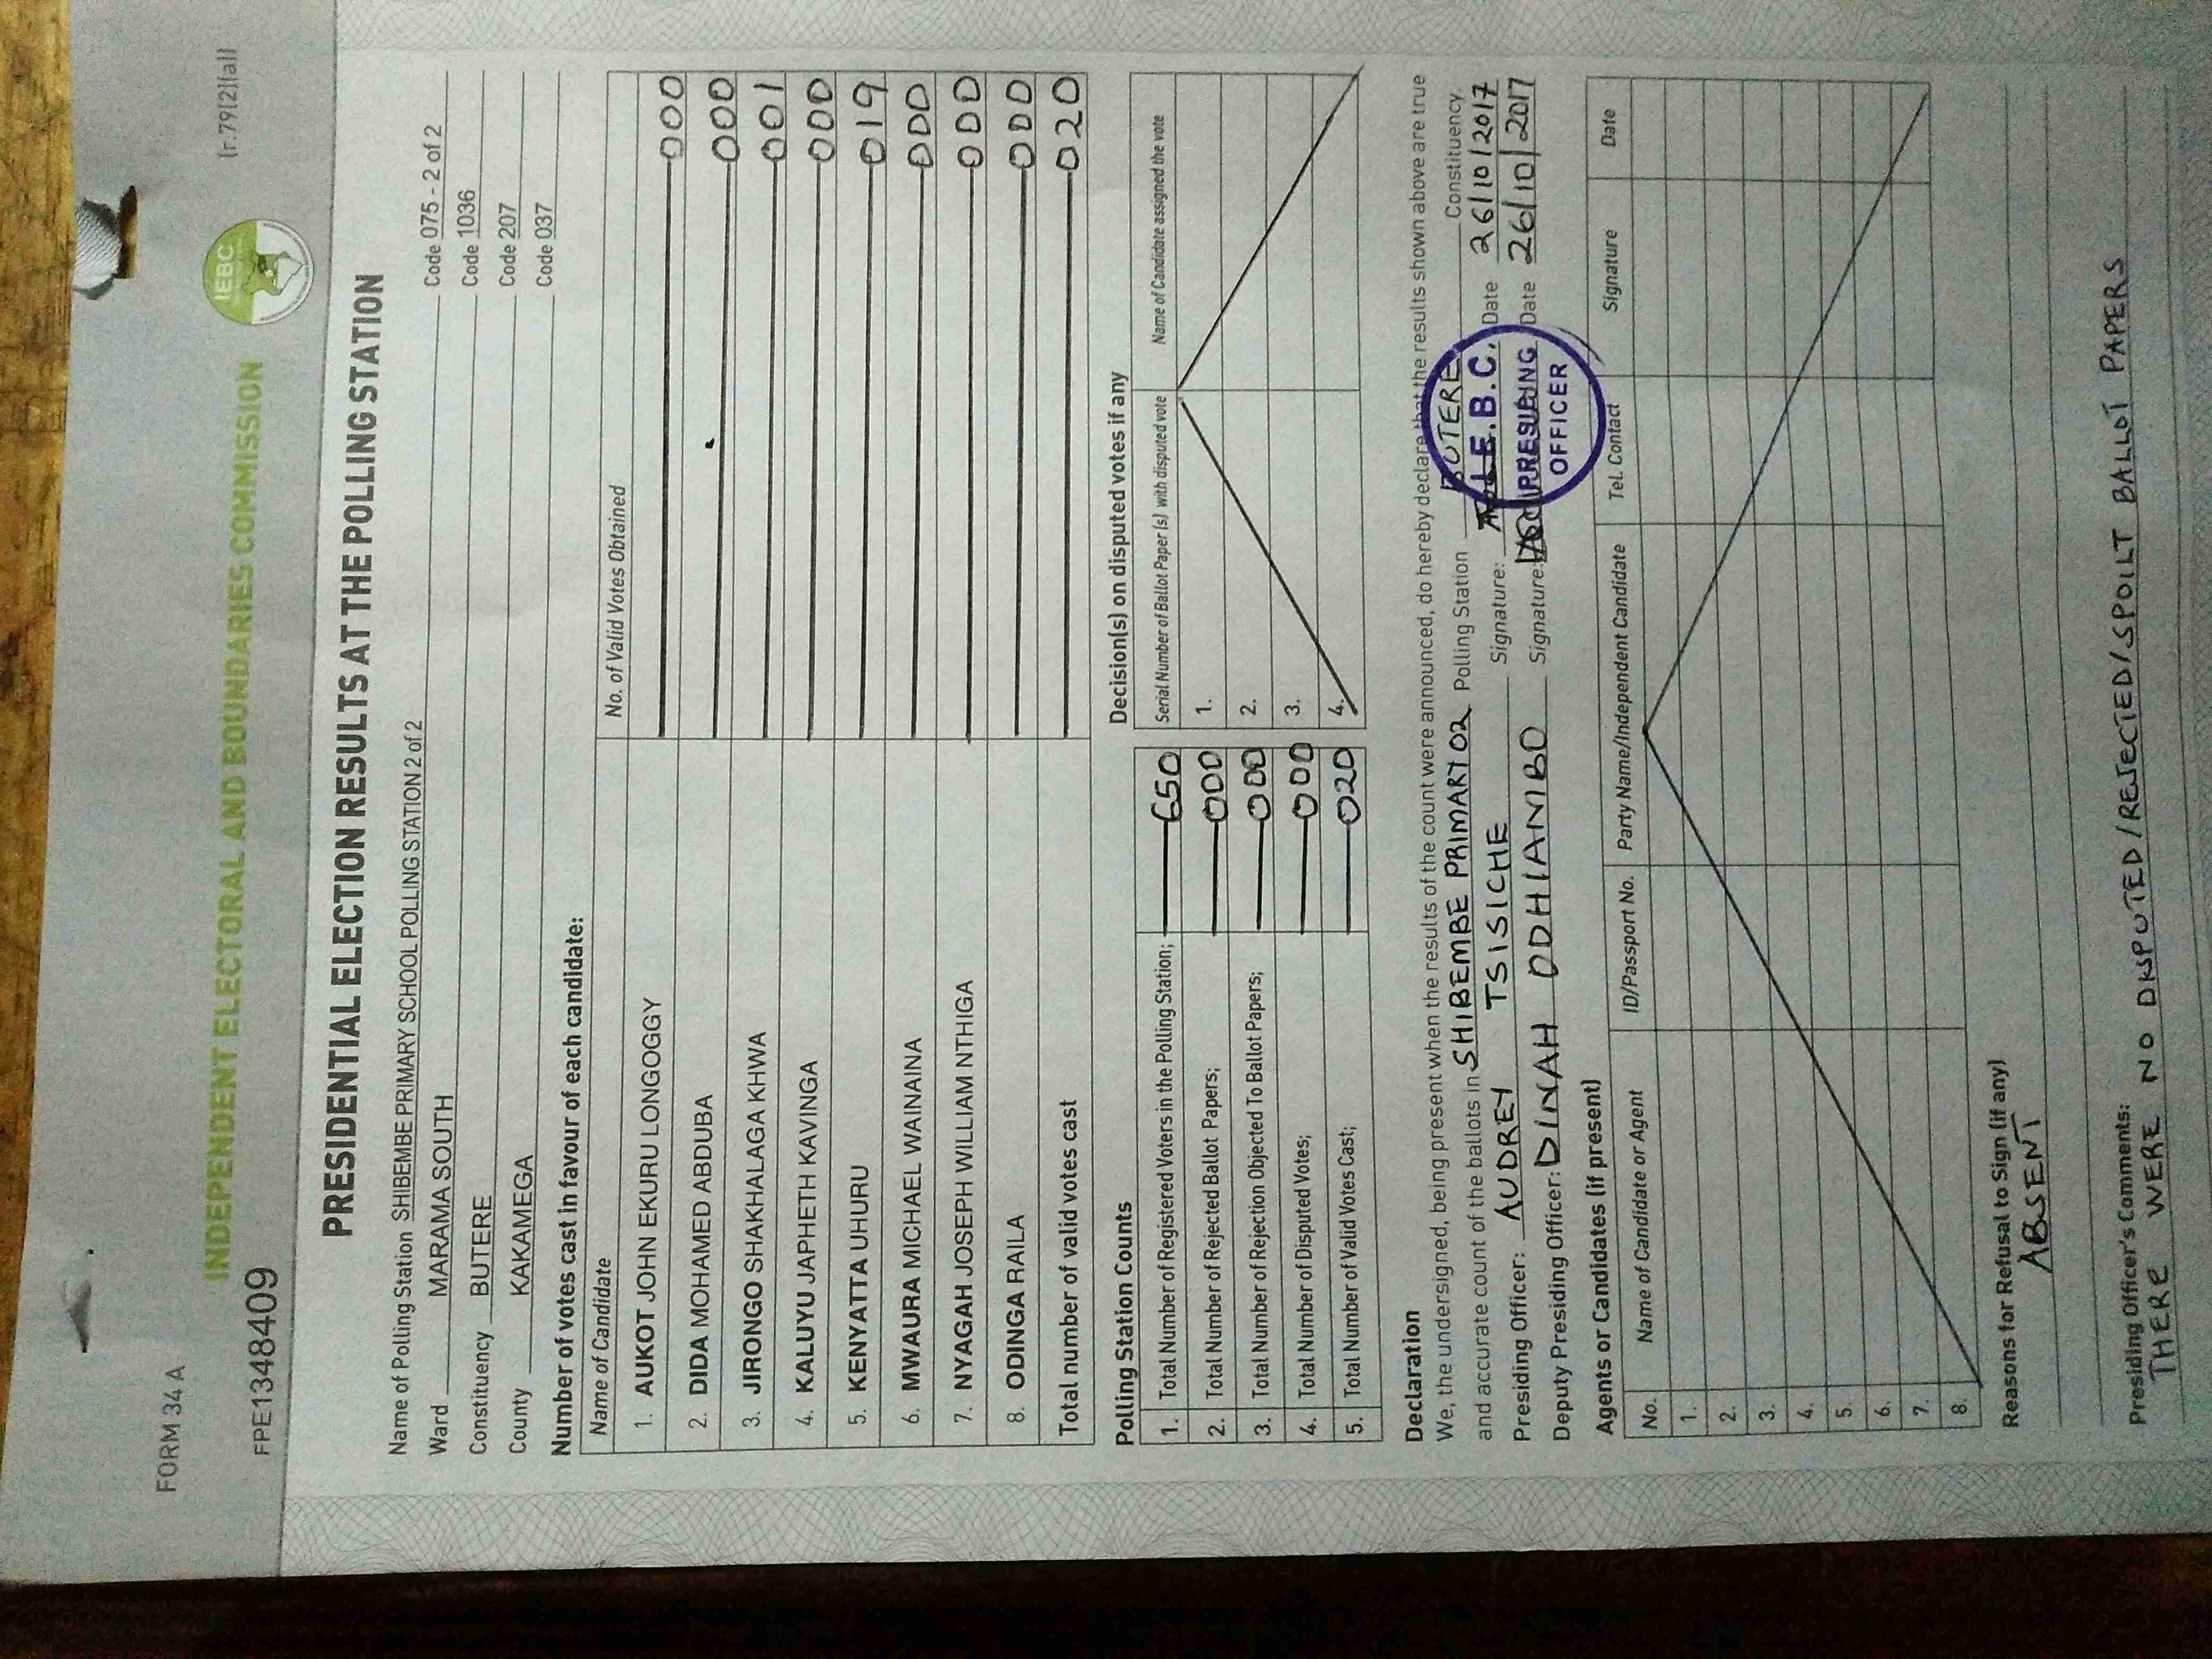 FORM 34 A
[r.79(2)(a)]
IEBC
INDEPENDENT ELECTORAL AND BOUNDARIES COMMISSION
FPE1348409
PRESIDENTIAL ELECTION RESULTS AT THE POLLING STATION
Name of Polling Station SHIBEMBE PRIMARY SCHOOL POLLING STATION 2 of 2 Code 075 - 2 of 2
Ward MARAMA SOUTH Code 1036
Constituency BUTERE Code 207
County KAKAMEGA Code 037
Number of votes cast in favour of each candidate:
Name of Candidate No. of Valid Votes Obtained
1. AUKOT JOHN EKURU LONGOGGY 000
2. DIDA MOHAMED ABDUBA 000
3. JIRONGO SHAKHALAGA KHWA 001
4. KALUYU JAPHETH KAVINGA 000
5. KENYATTA UHURU 019
6. MWAURA MICHAEL WAINAINA 000
7. NYAGAH JOSEPH WILLIAM NTHIGA 000
8. ODINGA RAILA 000
Total number of valid votes cast 020
Polling Station Counts
1. Total Number of Registered Voters in the Polling Station; 650
2. Total Number of Rejected Ballot Papers; 000
3. Total Number of Rejection Objected To Ballot Papers; 000
4. Total Number of Disputed Votes; 000
5. Total Number of Valid Votes Cast; 020
Decision(s) on disputed votes if any
Serial Number of Ballot Paper (s) with disputed vote Name of Candidate assigned the vote
1.
2.
3.
4.
Declaration
We, the undersigned, being present when the results of the count were announced, do hereby declare that the results shown above are true
and accurate count of the ballots in SHIBEMBE PRIMARY 02 Polling Station BUTERE Constituency
Presiding Officer: AUDREY TSISICHE Signature: Date 26/10/2017
Deputy Presiding Officer: DINAH ODHIAMBO Signature: Date 26/10/2017
I.E.B.C.
PRESIDING
OFFICER
Agents or Candidates (if present)
No. Name of Candidate or Agent ID/Passport No. Party Name/Independent Candidate Tel. Contact Signature Date
1.
2.
3.
4.
5.
6.
7.
8.
Reasons for Refusal to Sign (if any)
ABSENT
Presiding Officer's Comments:
THERE WERE NO DISPUTED/REJECTED/SPOILT BALLOT PAPERS